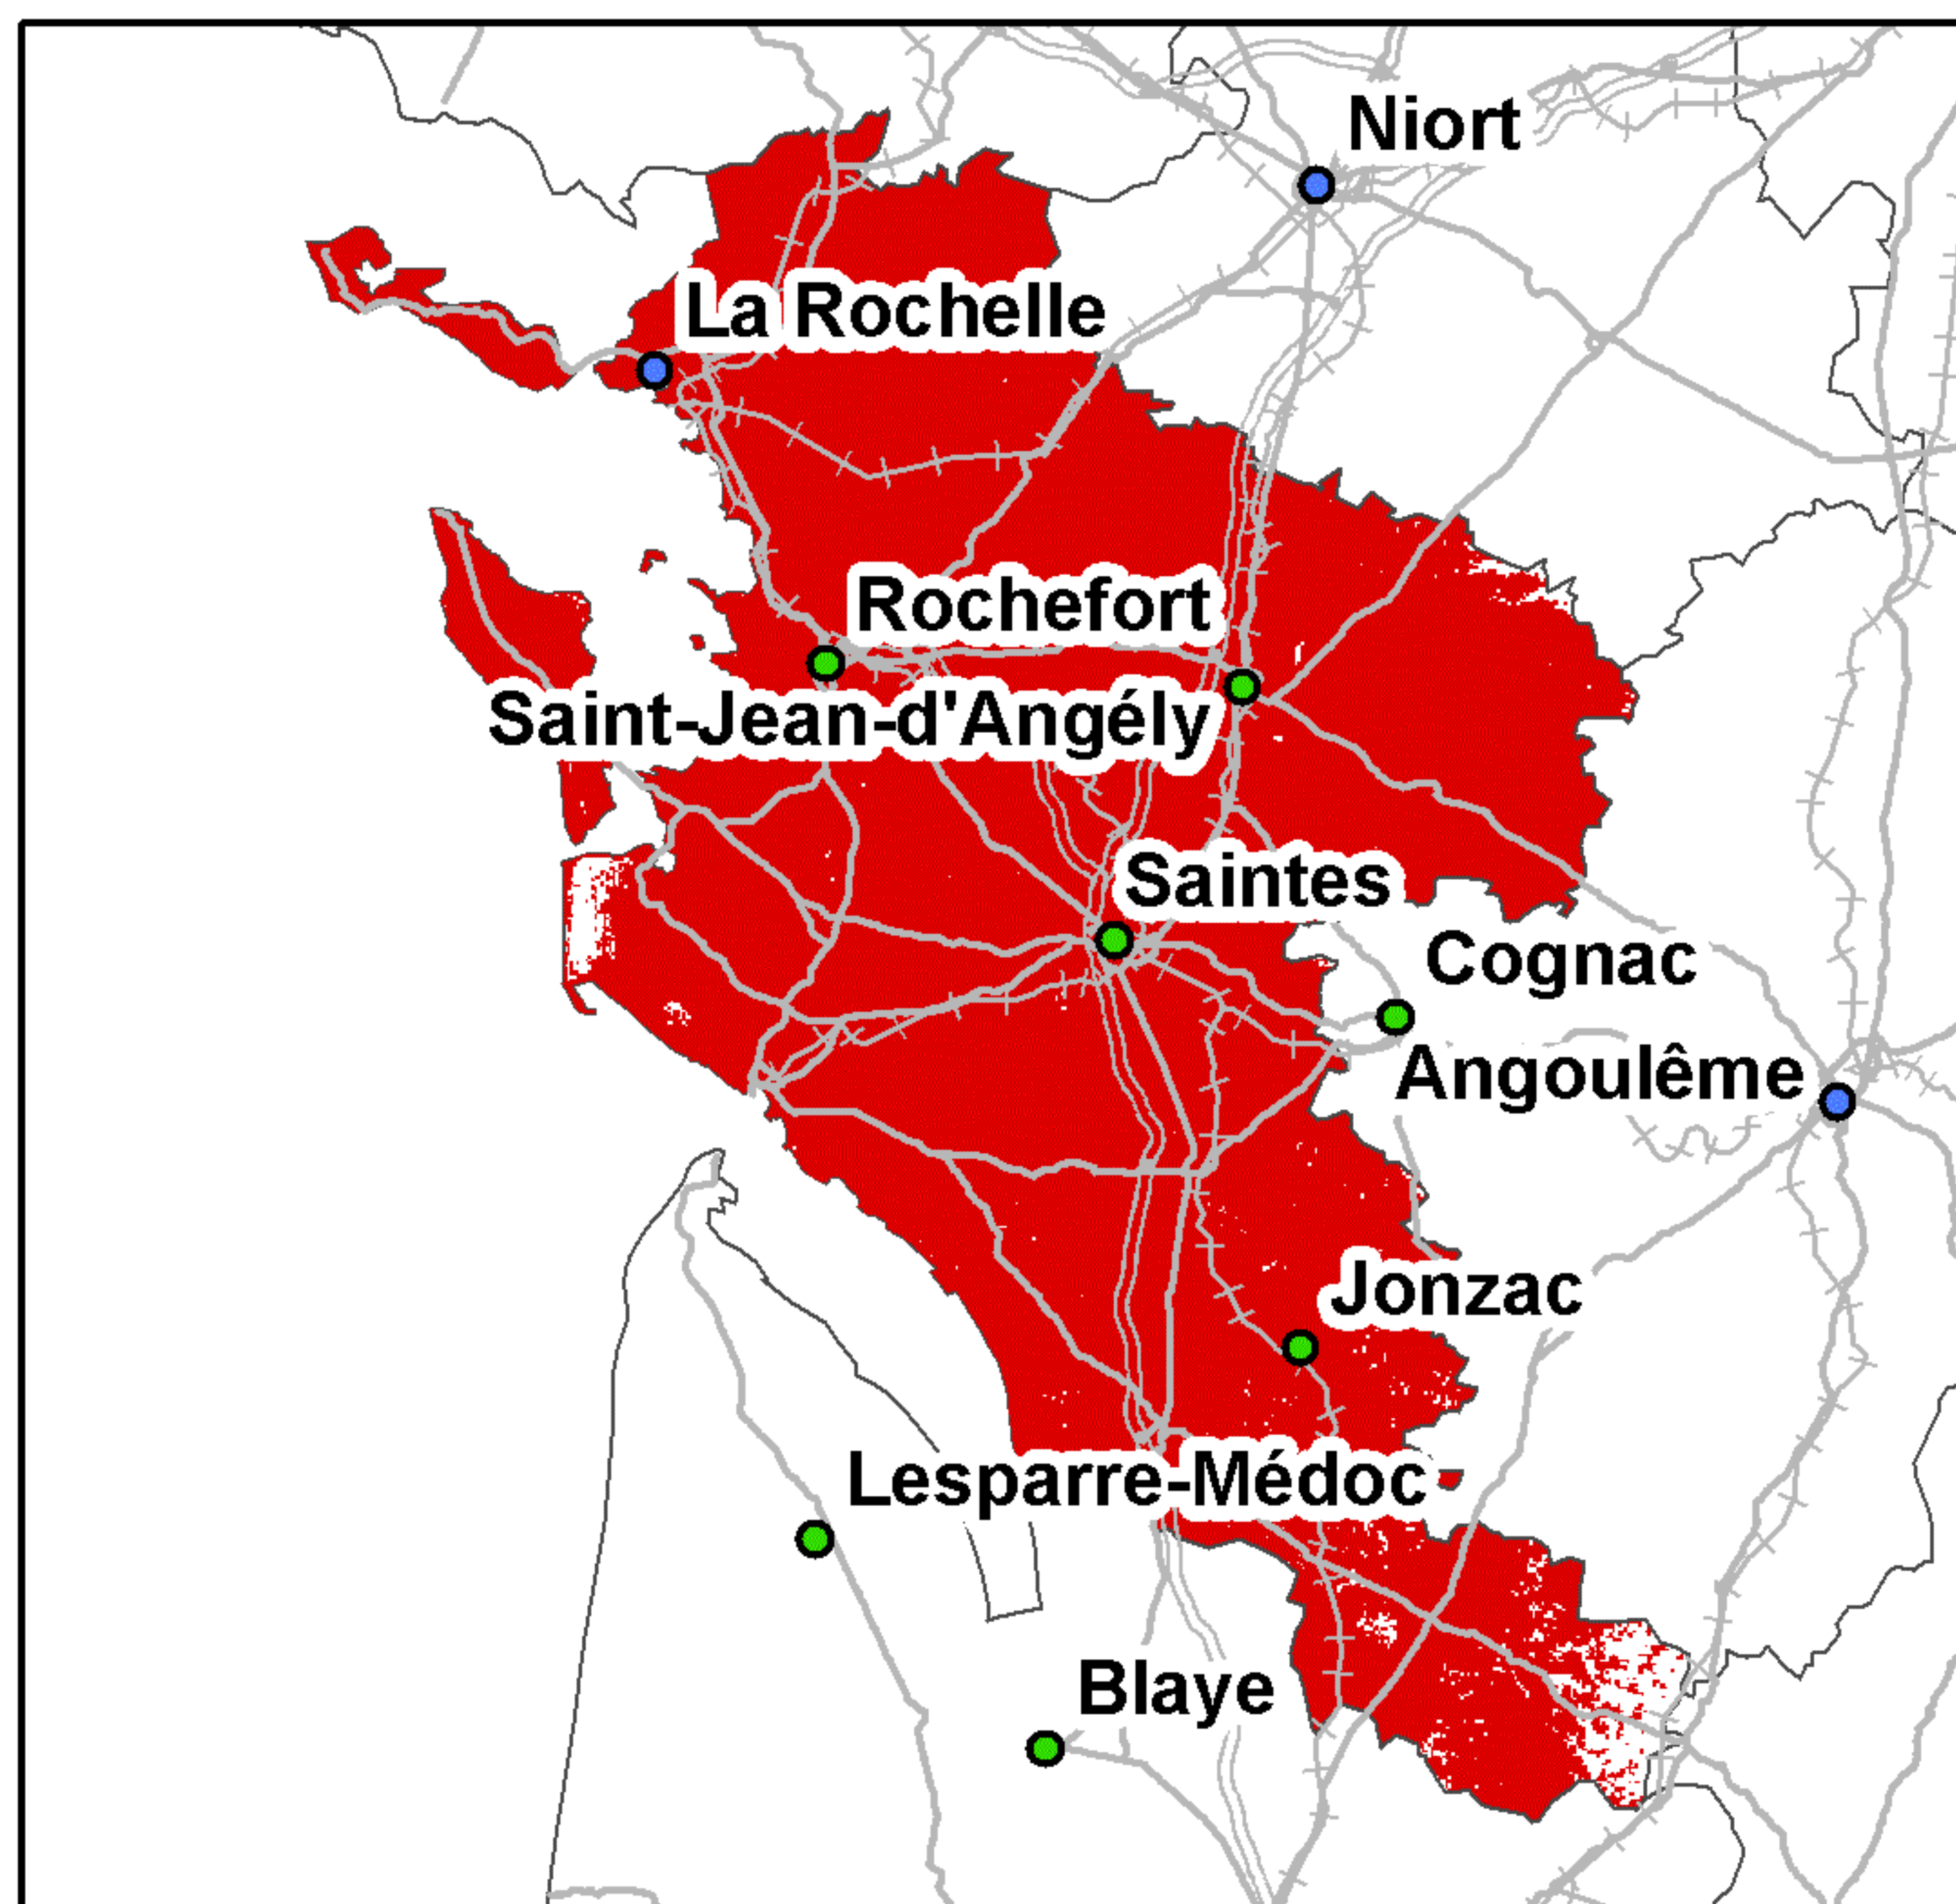 Niort
La Rochelle
Rochefort
Saint-Jean-d'Angély
Saintes
Cognac
Angoulême
Jonzac
Lesparre-Médoc
Blaye